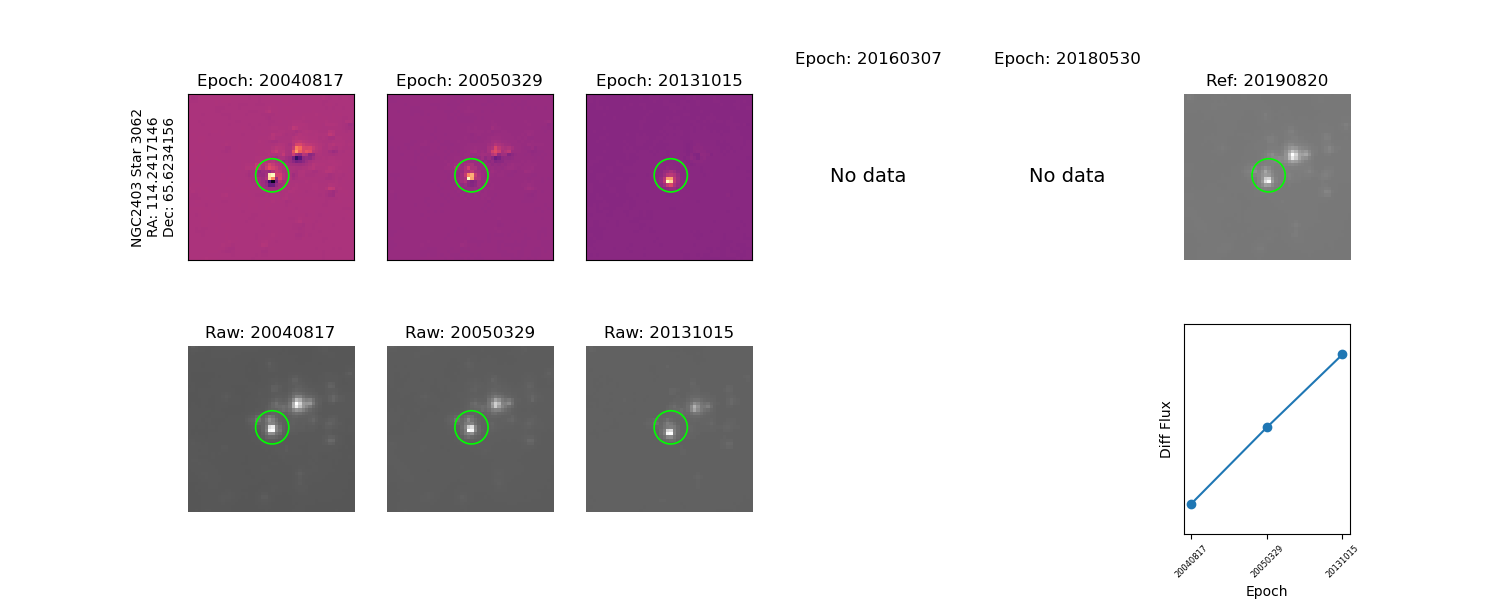 Epoch: 20040817
Epoch: 20050329
Epoch: 20131015
Epoch: 20160307
Epoch: 20180530
Ref: 20190820
NGC2403 Star 3062
RA: 114.2417146
Dec: 65.6234156
No data
No data
Raw: 20040817
Raw: 20050329
Raw: 20131015
Diff Flux
20040817
20050329
20131015
Epoch